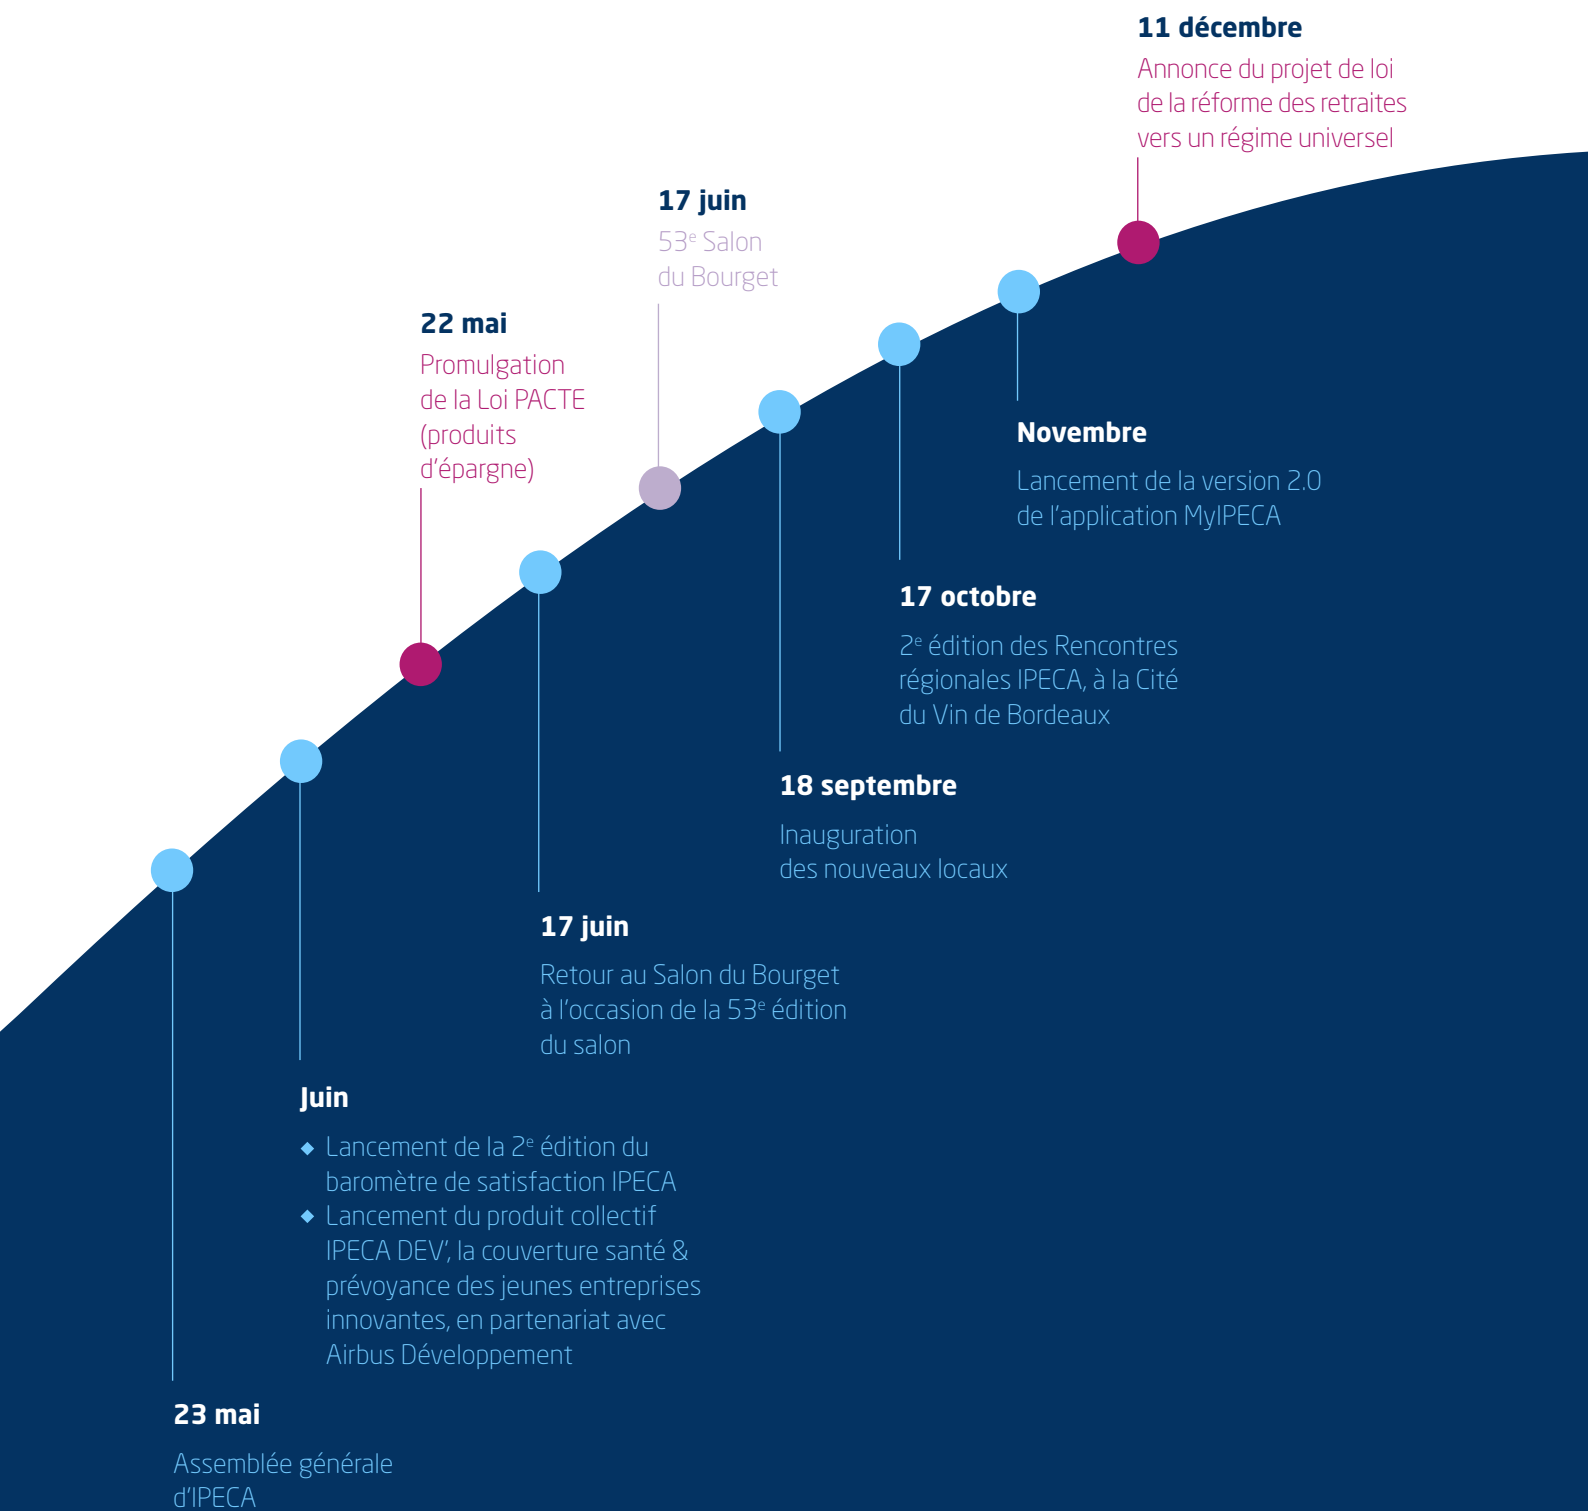 11 décembre
Annonce du projet de loi
de la réforme des retraites
vers un régime universel
17 juin
53e Salon
du Bourget
22 mai
Promulgation
de la Loi PACTE
(produits
d’épargne)
Novembre
Lancement de la version 2.0
de l’application MyIPECA
17 octobre
2e édition des Rencontres
régionales IPECA, à la Cité
du Vin de Bordeaux
18 septembre
Inauguration
des nouveaux locaux
17 juin
Retour au Salon du Bourget
à l’occasion de la 53e édition
du salon
Juin
◆ Lancement de la 2e édition du
baromètre de satisfaction IPECA
◆ Lancement du produit collectif
IPECA DEV’, la couverture santé &
prévoyance des jeunes entreprises
innovantes, en partenariat avec
Airbus Développement
23 mai
Assemblée générale
d’IPECA